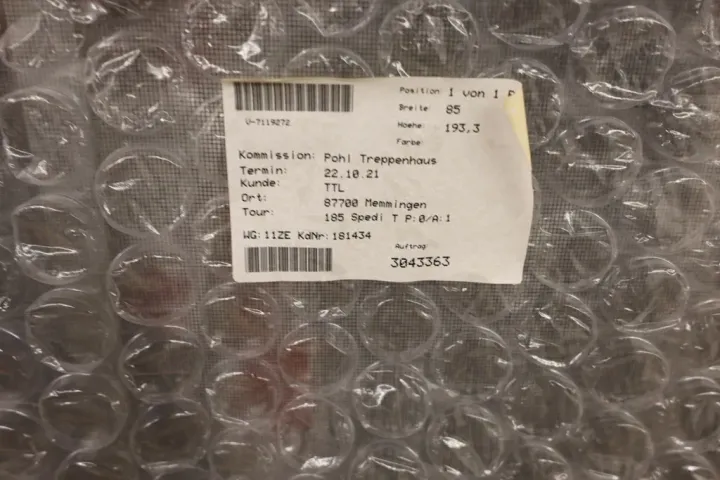 Position: 1 von 1 P
Breite: 85
V-7119272
Hoehe: 193,3
Farbe:
Kommission: Pohl Treppenhaus
Termin: 22.10.21
Kunde: TTL
Ort: 87700 Memmingen
Tour: 185 Spedi T P:0/A:1
WG:11ZE KdNr:181434
Auftrag:
3043363